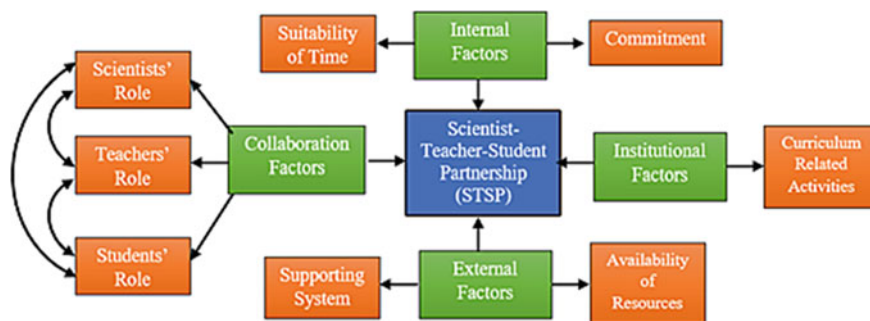 Suitability
of Time
Internal
Factors
Commitment
Scientists'
Role
Teachers'
Role
Students'
Role
Collaboration
Factors
Scientist-
Teacher-Student
Partnership
(STSP)
Institutional
Factors
Curriculum
Related
Activities
Supporting
System
External
Factors
Availability
of
Resources